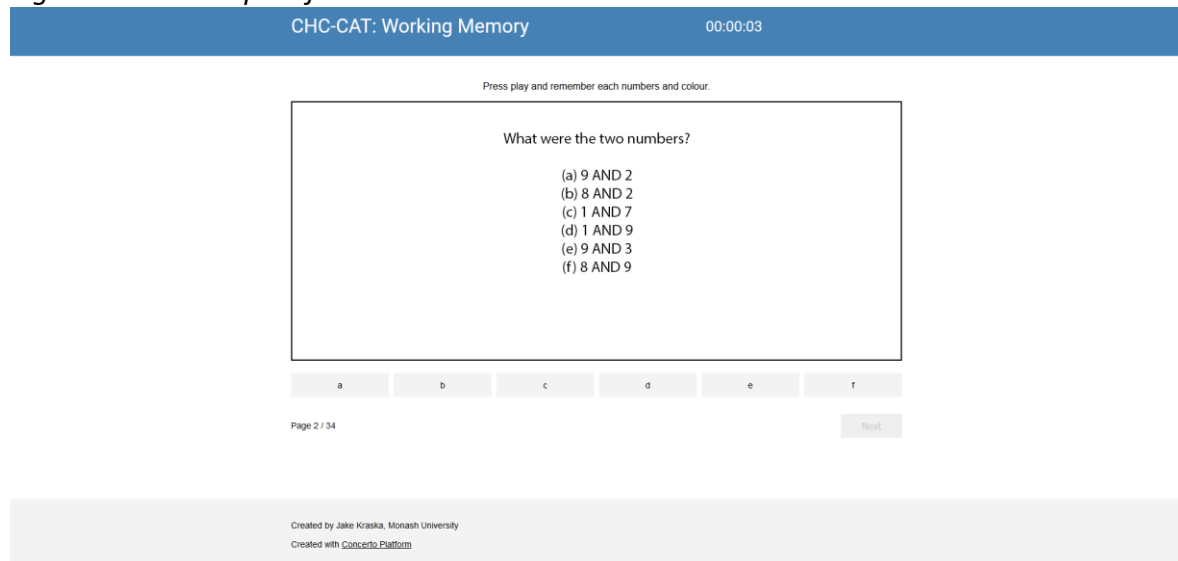 CHC-CAT: Working Memory 00:00:03
Press play and remember each numbers and colour.
What were the two numbers?
(a) 9 AND 2
(b) 8 AND 2
(c) 1 AND 7
(d) 1 AND 9
(e) 9 AND 3
(f) 8 AND 9
a b c d e f
Page 2 / 34 Next
Created by Jake Kraska, Monash University
Created with Concerto Platform